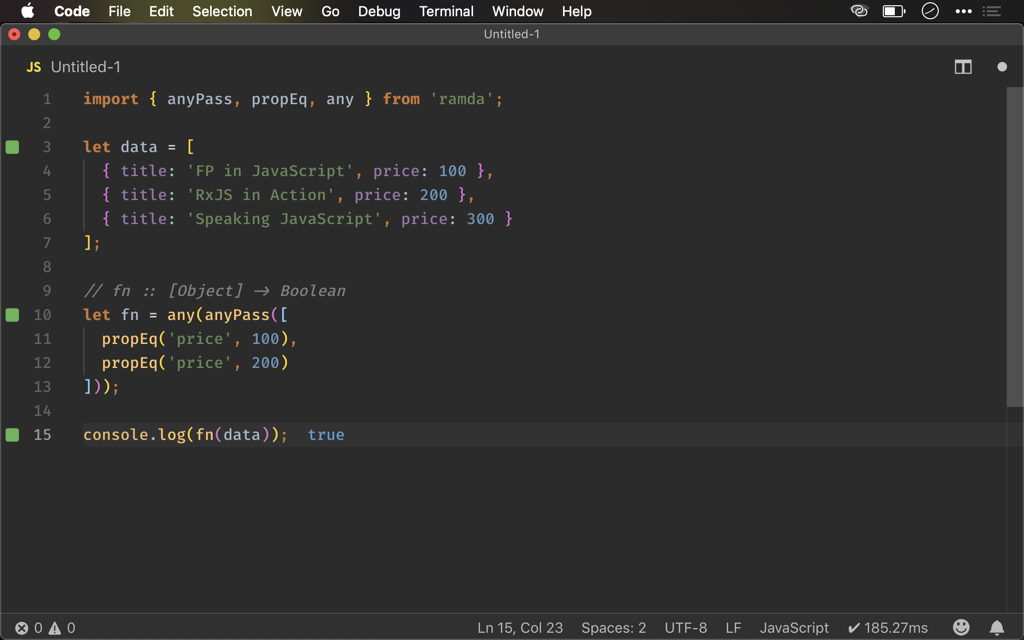 Code File Edit Selection View Go Debug Terminal Window Help
Untitled-1
JS Untitled-1
1 import { anyPass, propEq, any } from 'ramda';
2
3 let data = [
4 { title: 'FP in JavaScript', price: 100 },
5 { title: 'RxJS in Action', price: 200 },
6 { title: 'Speaking JavaScript', price: 300 }
7 ];
8
9 // fn :: [Object] → Boolean
10 let fn = any(anyPass([
11 propEq('price', 100),
12 propEq('price', 200)
13 ]));
14
15 console.log(fn(data)); true
0 0 Ln 15, Col 23 Spaces: 2 UTF-8 LF JavaScript ✔ 185.27ms